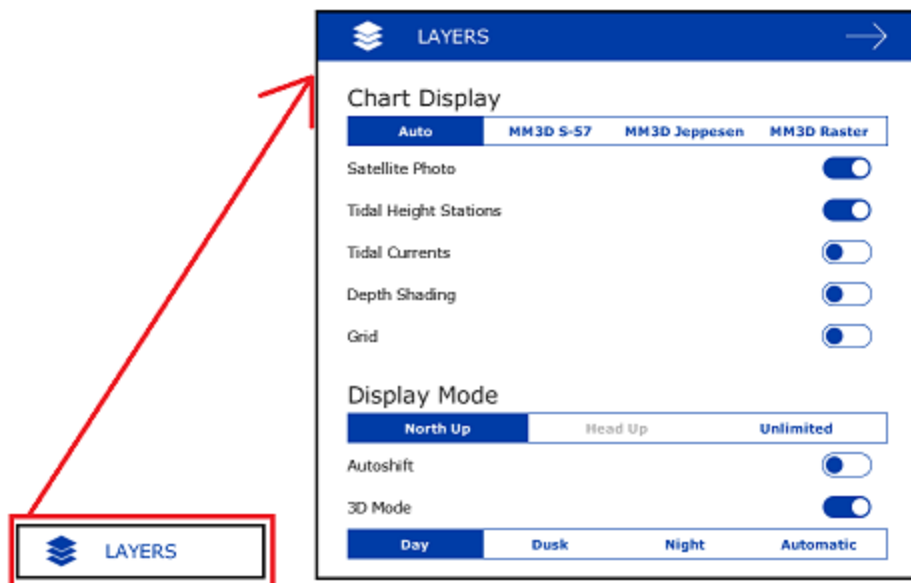 LAYERS
Chart Display
Auto MM3D S-57 MM3D Jeppesen MM3D Raster
Satellite Photo
Tidal Height Stations
Tidal Currents
Depth Shading
Grid
Display Mode
North Up Head Up Unlimited
Autoshift
3D Mode
Day Dusk Night Automatic
LAYERS